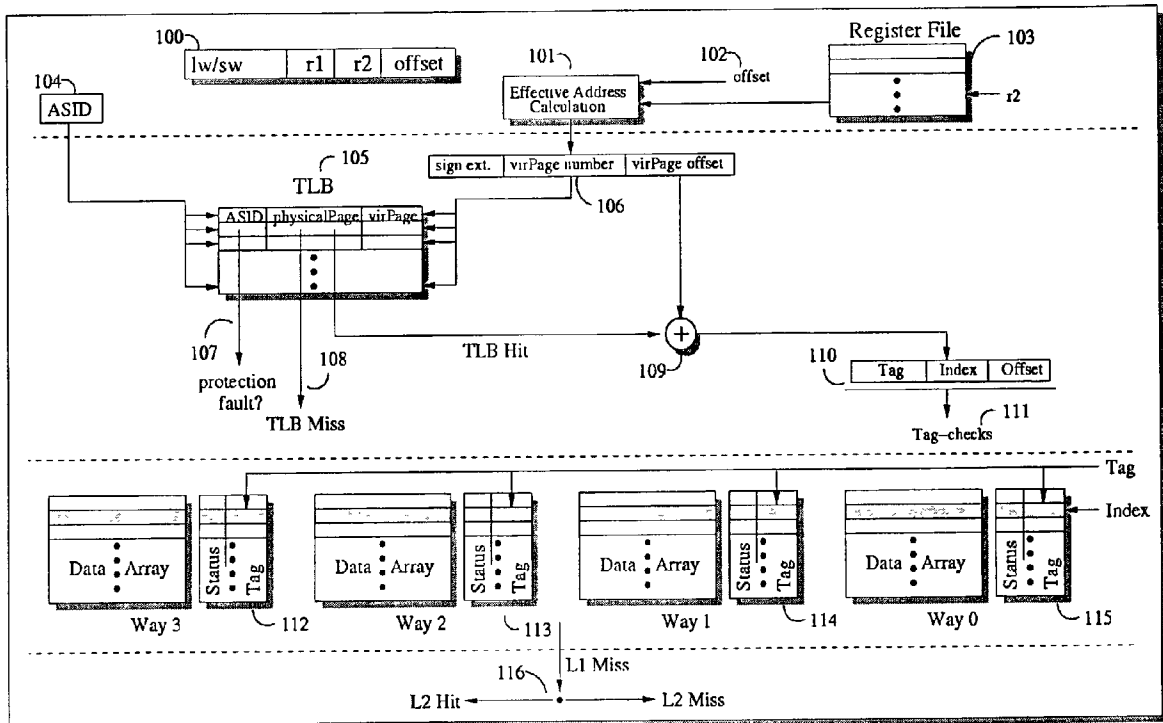 Register File
100
101
102
103
lw/sw r1 r2 offset
offset
104
ASID
Effective Address
Calculation
r2
105
TLB
sign ext. virPage number virPage offset
106
ASID physicalPage virPage
107
108
TLB Hit
+
109
110
Tag Index Offset
protection
fault?
TLB Miss
111
Tag-checks
Tag
Index
Data Array Status Tag
Data Array Status Tag
Data Array Status Tag
Data Array Status Tag
Way 3 112 Way 2 113 Way 1 114 Way 0 115
116
L1 Miss
L2 Hit
L2 Miss